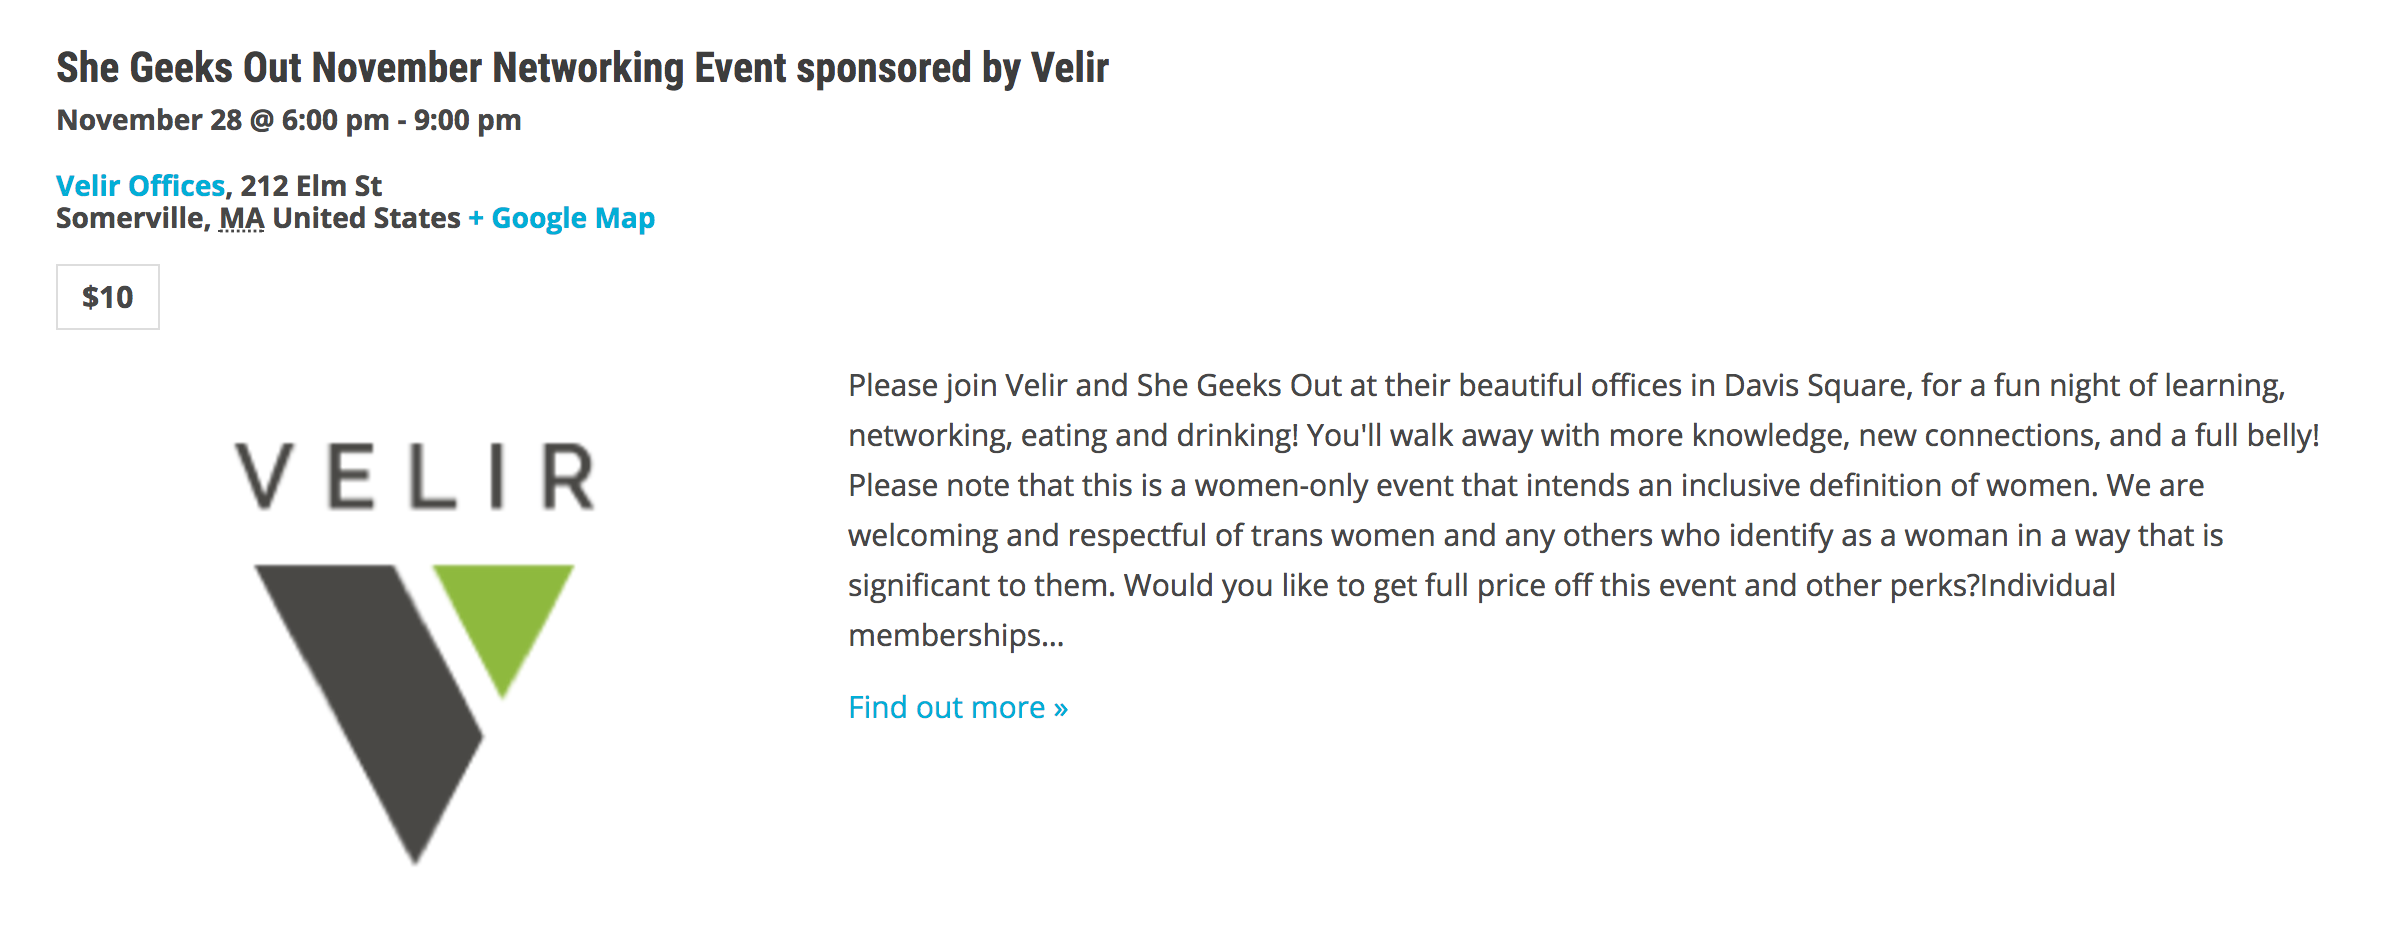 She Geeks Out November Networking Event sponsored by Velir
November 28 @ 6:00 pm - 9:00 pm
Velir Offices, 212 Elm St
Somerville, MA United States + Google Map
$10
VELIR
Please join Velir and She Geeks Out at their beautiful offices in Davis Square, for a fun night of learning,
networking, eating and drinking! You'll walk away with more knowledge, new connections, and a full belly!
Please note that this is a women-only event that intends an inclusive definition of women. We are
welcoming and respectful of trans women and any others who identify as a woman in a way that is
significant to them. Would you like to get full price off this event and other perks?Individual
memberships...
Find out more »